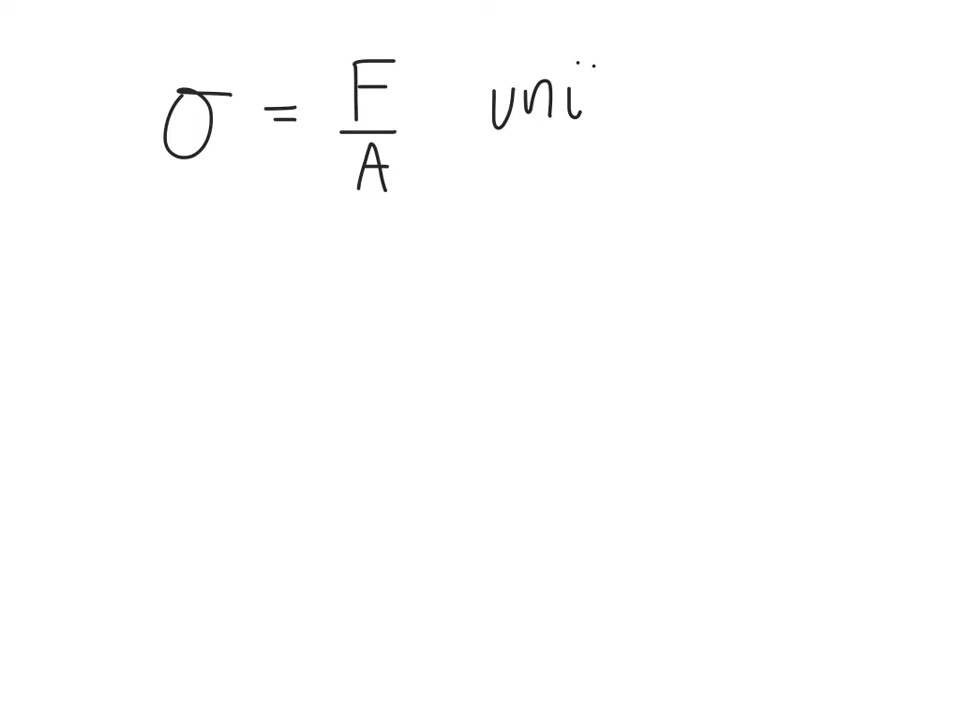 σ = F/A uni